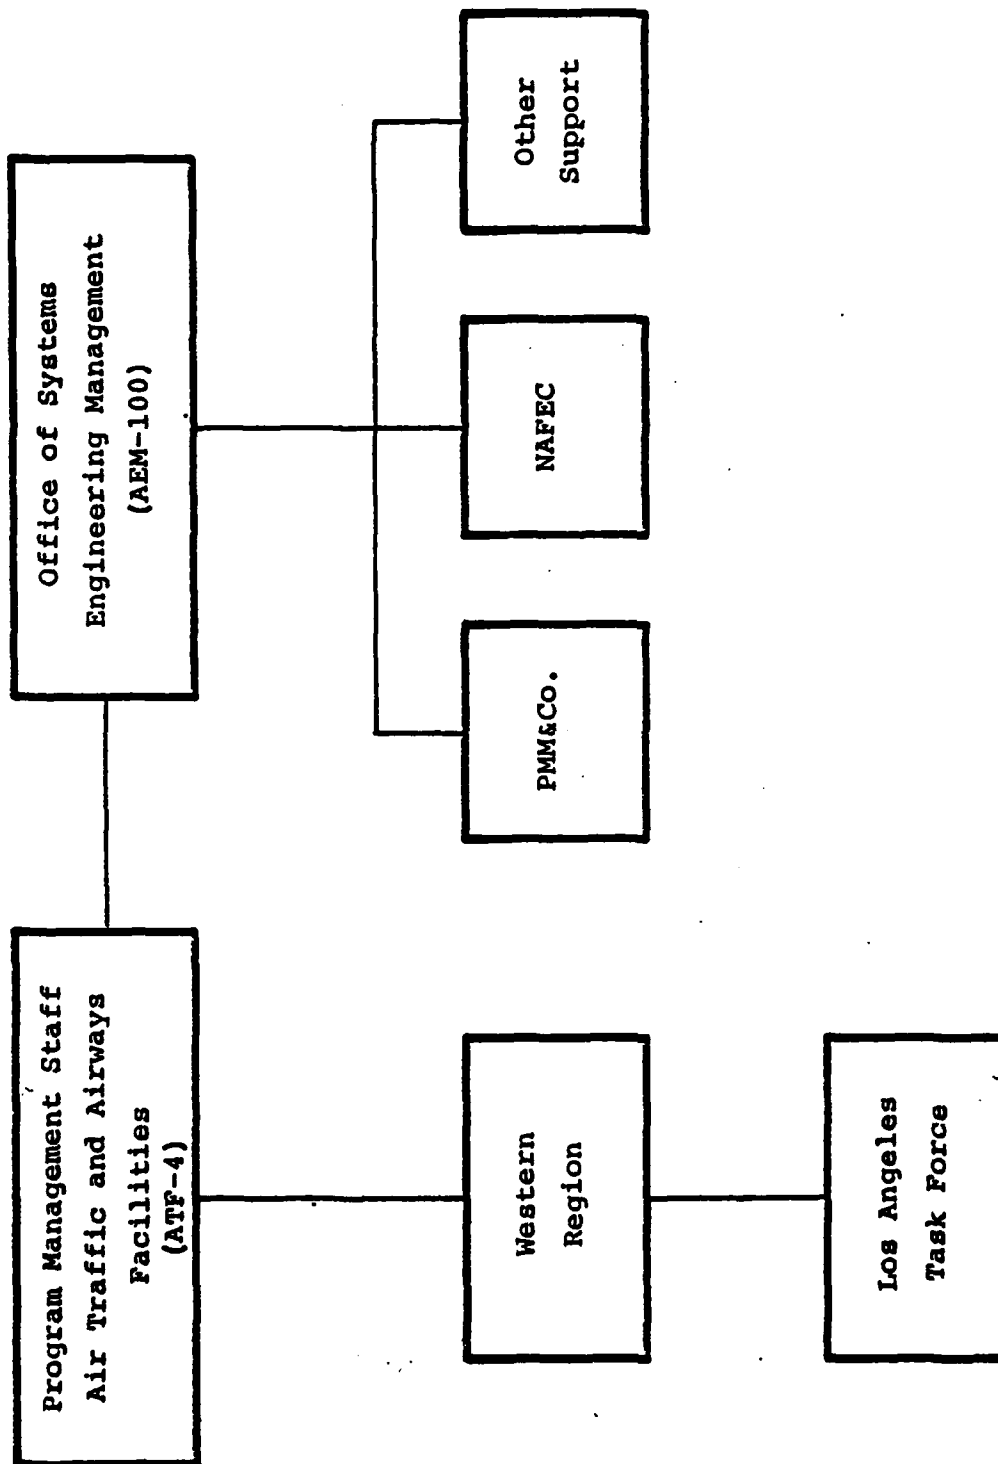 Program Management Staff
Air Traffic and Airways
Facilities
(ATF-4)
Office of Systems
Engineering Management
(AEM-100)
Western
Region
PMM&Co.
NAFEC
Other
Support
Los Angeles
Task Force